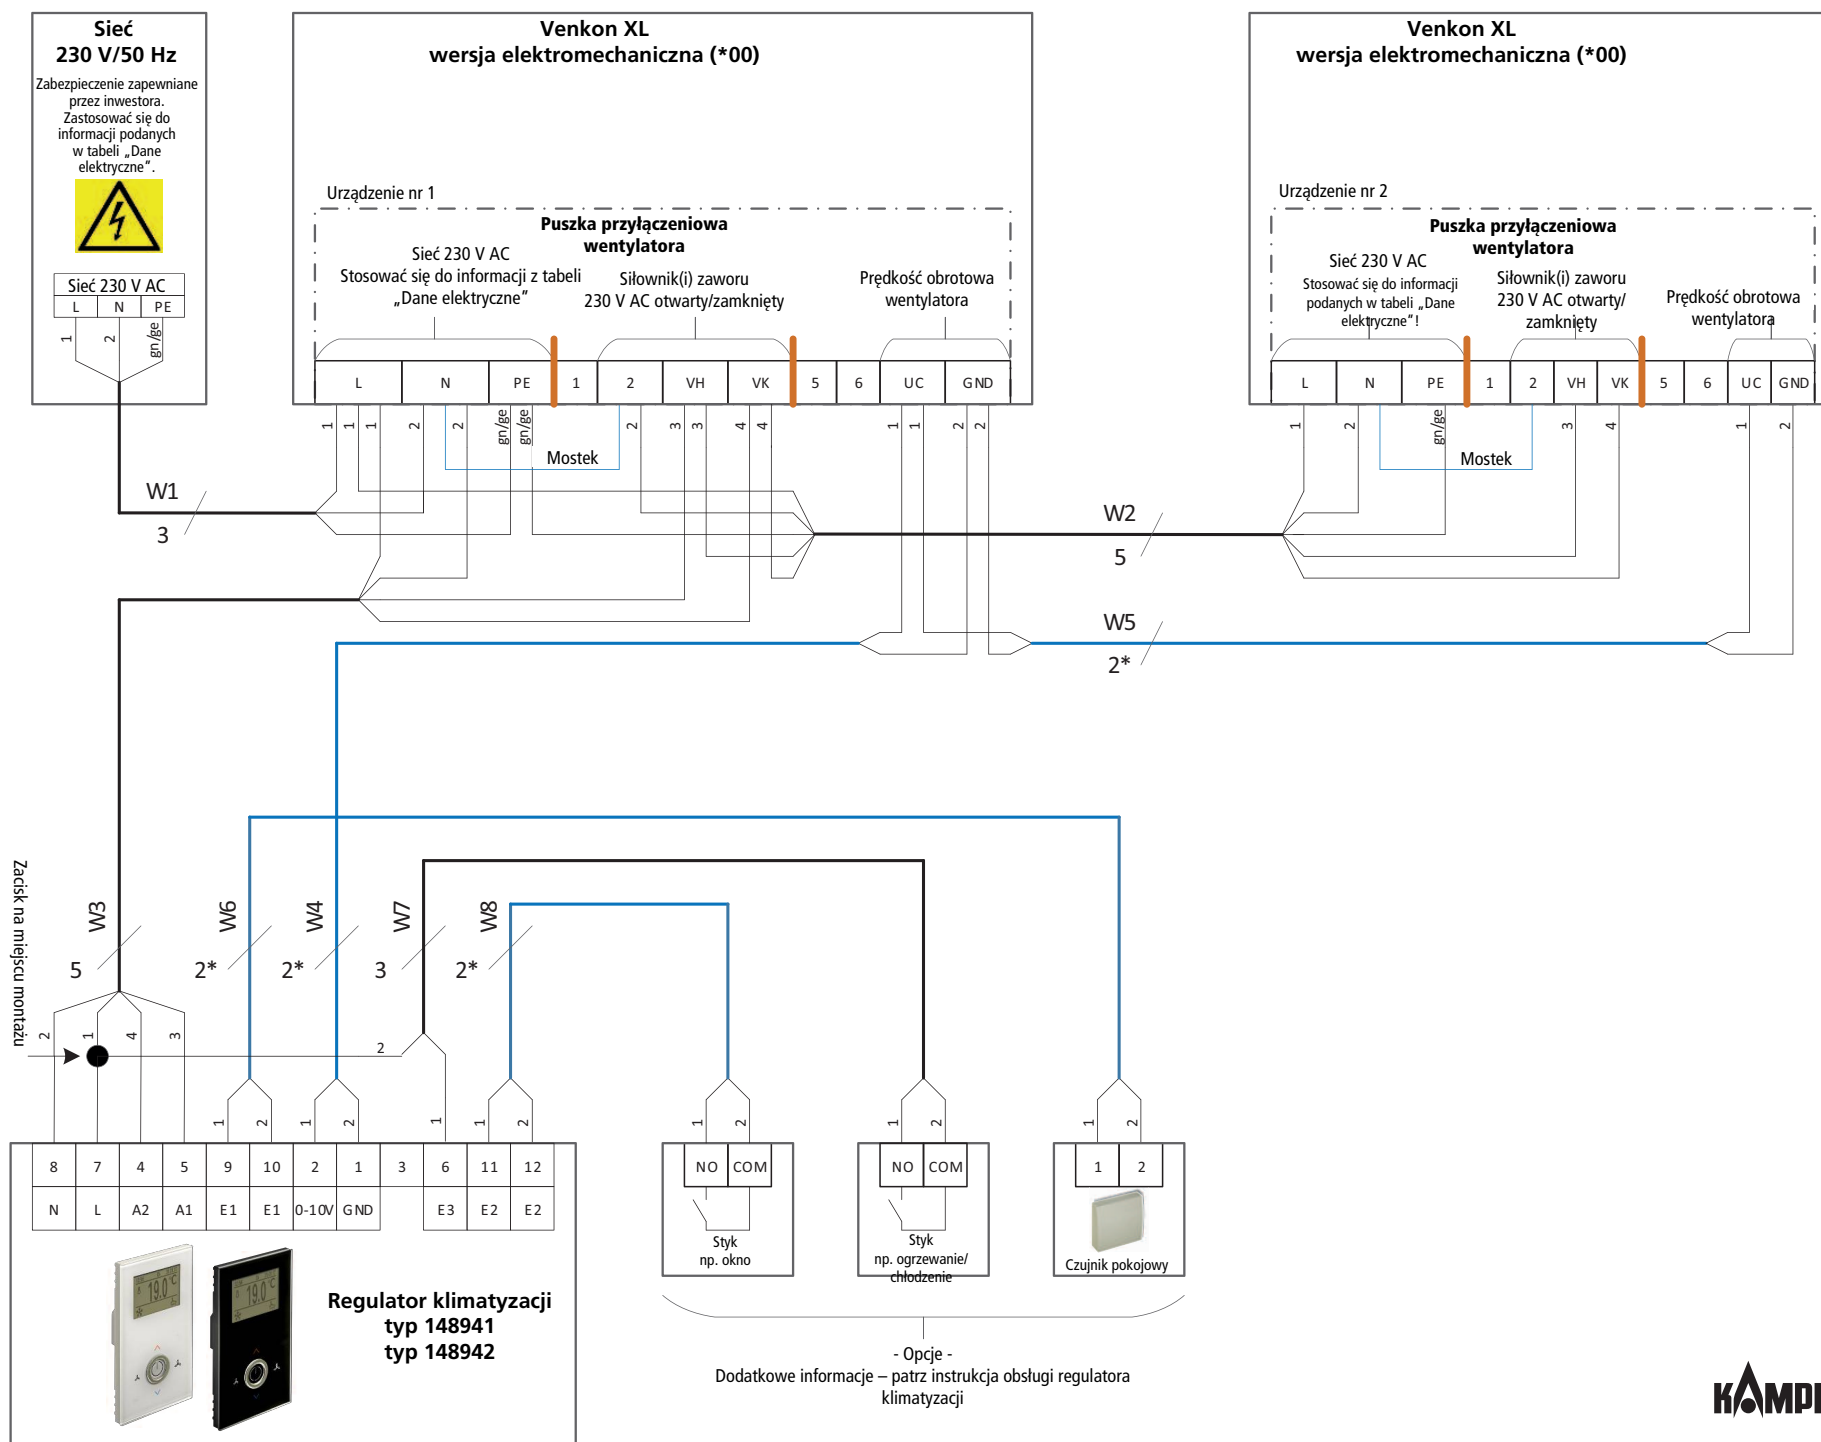 Sieć
230 V/50 Hz
Zabezpieczenie zapewniane
przez inwestora.
Zastosować się do
informacji podanych
w tabeli „Dane
elektryczne".
Sieć 230 V AC
L N PE
1 2 gn/ge
Venkon XL
wersja elektromechaniczna (*00)
Urządzenie nr 1
Puszka przyłączeniowa
wentylatora
Sieć 230 V AC
Stosować się do informacji z tabeli
„Dane elektryczne"
Siłownik(i) zaworu
230 V AC otwarty/zamknięty
Prędkość obrotowa
wentylatora
L N PE 1 2 VH VK 5 6 UC GND
1 1 1 2 2 gn/ge gn/ge 2 3 3 4 4 1 1 2 2
Mostek
Venkon XL
wersja elektromechaniczna (*00)
Urządzenie nr 2
Puszka przyłączeniowa
wentylatora
Sieć 230 V AC
Stosować się do informacji
podanych w tabeli „Dane
elektryczne"!
Siłownik(i) zaworu
230 V AC otwarty/
zamknięty
Prędkość obrotowa
wentylatora
L N PE 1 2 VH VK 5 6 UC GND
1 2 gn/ge 3 4 1 2
Mostek
W1
3
W2
5
W5
2*
Zacisk na miejscu montażu
W3
5
W6
2*
W4
2*
W7
3
W8
2*
2 1 4 3
2
1 2 1 2 1 1 2
1 2 1 2 1 2
8 7 4 5 9 10 2 1 3 6 11 12
N L A2 A1 E1 E1 0-10V GND E3 E2 E2
19.0 °C
19.0 °C
Regulator klimatyzacji
typ 148941
typ 148942
NO COM
Styk
np. okno
NO COM
Styk
np. ogrzewanie/
chłodzenie
1 2
Czujnik pokojowy
- Opcje -
Dodatkowe informacje – patrz instrukcja obsługi regulatora
klimatyzacji